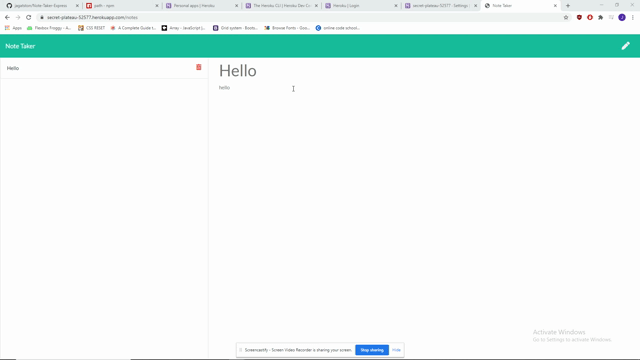 jagdeloni/Note-Taker-Express
path - npm
Personal apps | Heroku
The Heroku CLI | Heroku Dev Ce
Heroku | Login
secret-plateau-52577 · Settings
Note Taker
secret-plateau-52577.herokuapp.com/notes
Apps
Flexbox Froggy - A...
CSS RESET
A Complete Guide t...
Array - JavaScript |...
Grid system · Boots...
Browse Fonts - Goo...
online code school...
Note Taker
Hello
Hello
hello
Activate Windows
Go to Settings to activate Windows.
Screencastify - Screen Video Recorder is sharing your screen.
Stop sharing
Hide